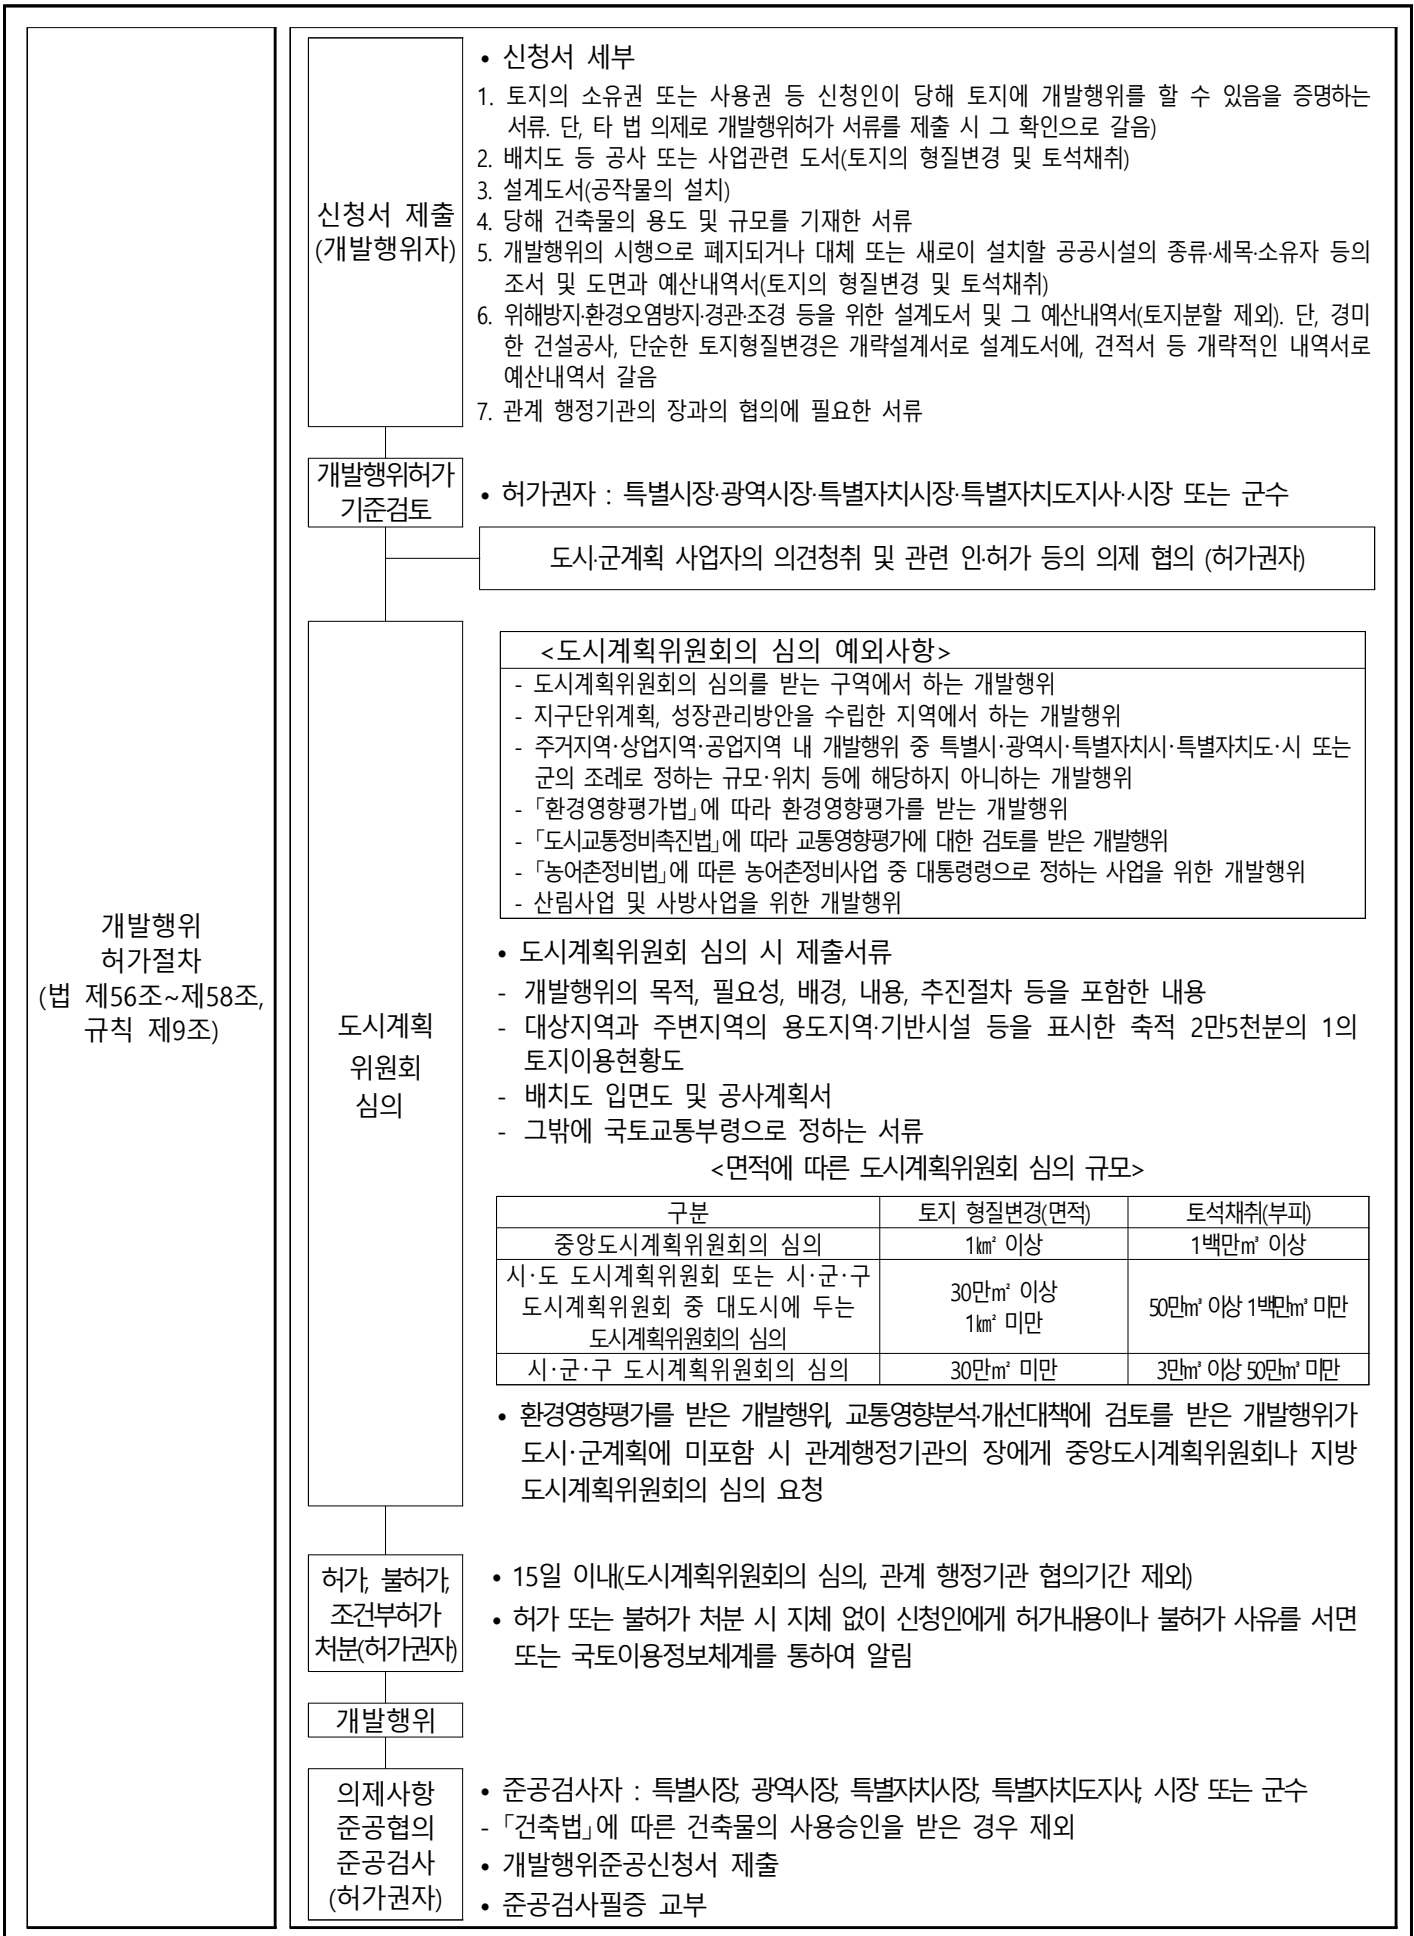 개발행위
허가절차
(법 제56조~제58조,
규칙 제9조)
신청서 제출
(개발행위자)
• 신청서 세부
1. 토지의 소유권 또는 사용권 등 신청인이 당해 토지에 개발행위를 할 수 있음을 증명하는
서류. 단, 타 법 의제로 개발행위허가 서류를 제출 시 그 확인으로 갈음)
2. 배치도 등 공사 또는 사업관련 도서(토지의 형질변경 및 토석채취)
3. 설계도서(공작물의 설치)
4. 당해 건축물의 용도 및 규모를 기재한 서류
5. 개발행위의 시행으로 폐지되거나 대체 또는 새로이 설치할 공공시설의 종류·세목·소유자 등의
조서 및 도면과 예산내역서(토지의 형질변경 및 토석채취)
6. 위해방지·환경오염방지·경관·조경 등을 위한 설계도서 및 그 예산내역서(토지분할 제외). 단, 경미
한 건설공사, 단순한 토지형질변경은 개략설계서로 설계도서에, 견적서 등 개략적인 내역서로
예산내역서 갈음
7. 관계 행정기관의 장과의 협의에 필요한 서류
개발행위허가
기준검토
• 허가권자 : 특별시장·광역시장·특별자치시장·특별자치도지사·시장 또는 군수
도시·군계획 사업자의 의견청취 및 관련 인·허가 등의 의제 협의 (허가권자)
도시계획
위원회
심의
<도시계획위원회의 심의 예외사항>
- 도시계획위원회의 심의를 받는 구역에서 하는 개발행위
- 지구단위계획, 성장관리방안을 수립한 지역에서 하는 개발행위
- 주거지역·상업지역·공업지역 내 개발행위 중 특별시·광역시·특별자치시·특별자치도·시 또는
군의 조례로 정하는 규모·위치 등에 해당하지 아니하는 개발행위
-「환경영향평가법」에 따라 환경영향평가를 받는 개발행위
-「도시교통정비촉진법」에 따라 교통영향평가에 대한 검토를 받은 개발행위
-「농어촌정비법」에 따른 농어촌정비사업 중 대통령령으로 정하는 사업을 위한 개발행위
- 산림사업 및 사방사업을 위한 개발행위
• 도시계획위원회 심의 시 제출서류
- 개발행위의 목적, 필요성, 배경, 내용, 추진절차 등을 포함한 내용
- 대상지역과 주변지역의 용도지역·기반시설 등을 표시한 축적 2만5천분의 1의
토지이용현황도
- 배치도 입면도 및 공사계획서
- 그밖에 국토교통부령으로 정하는 서류
<면적에 따른 도시계획위원회 심의 규모>
구분 토지 형질변경(면적) 토석채취(부피)
중앙도시계획위원회의 심의 1㎢ 이상 1백만㎥ 이상
시·도 도시계획위원회 또는 시·군·구
도시계획위원회 중 대도시에 두는
도시계획위원회의 심의
30만㎡ 이상
1㎢ 미만
50만㎥ 이상 1백만㎥ 미만
시·군·구 도시계획위원회의 심의 30만㎡ 미만 3만㎥ 이상 50만㎥ 미만
• 환경영향평가를 받은 개발행위, 교통영향분석·개선대책에 검토를 받은 개발행위가
도시·군계획에 미포함 시 관계행정기관의 장에게 중앙도시계획위원회나 지방
도시계획위원회의 심의 요청
허가, 불허가,
조건부허가
처분(허가권자)
• 15일 이내(도시계획위원회의 심의, 관계 행정기관 협의기간 제외)
• 허가 또는 불허가 처분 시 지체 없이 신청인에게 허가내용이나 불허가 사유를 서면
또는 국토이용정보체계를 통하여 알림
개발행위
의제사항
준공협의
준공검사
(허가권자)
• 준공검사자 : 특별시장, 광역시장, 특별자치시장, 특별자치도지사, 시장 또는 군수
-「건축법」에 따른 건축물의 사용승인을 받은 경우 제외
• 개발행위준공신청서 제출
• 준공검사필증 교부